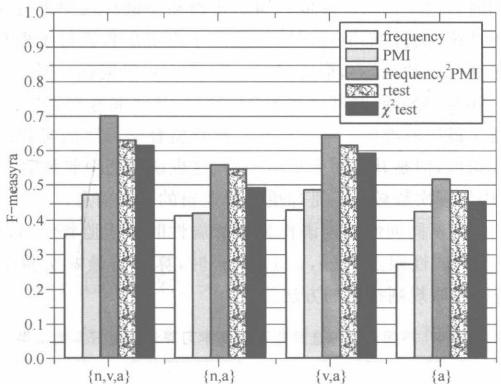 1.0
0.9
0.8
0.7
0.6
0.5
0.4
0.3
0.2
0.1
0.0
F-measyra
frequency
PMI
frequency²PMI
rtest
χ²test
{n,v,a}
{n,a}
{v,a}
{a}